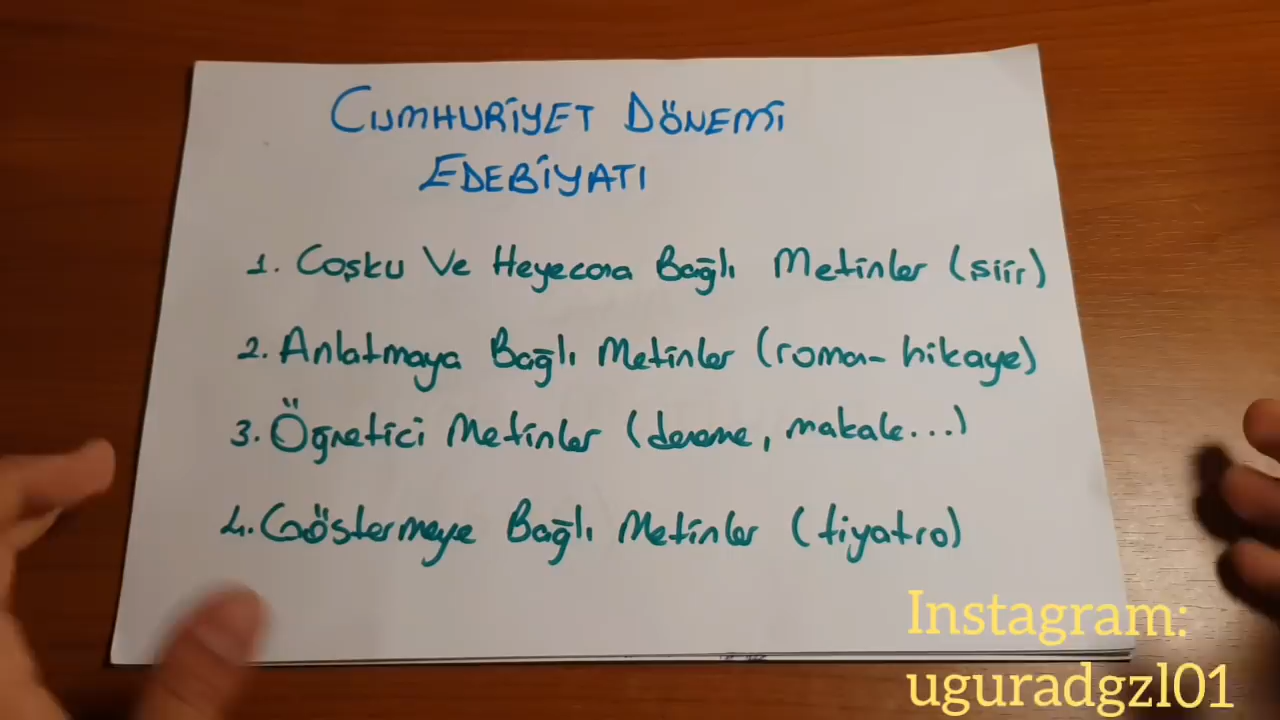 CUMHURİYET DÖNEMİ
EDEBİYATI
1. Coşku Ve Heyecana Bağlı Metinler (şiir)
2. Anlatmaya Bağlı Metinler (roma- hikaye)
3. Öğretici Metinler (deneme, makale...)
4. Göstermeye Bağlı Metinler (tiyatro)
Instagram:
uguradgzl01